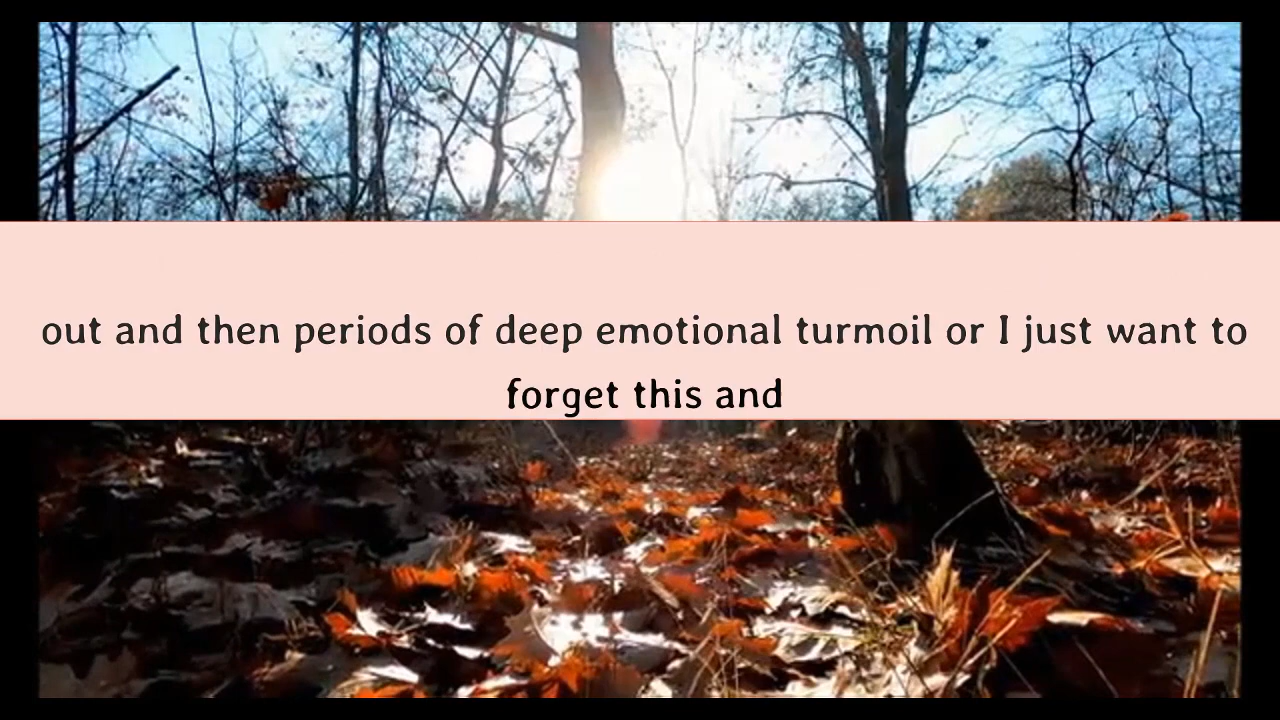 out and then periods of deep emotional turmoil or I just want to
forget this and